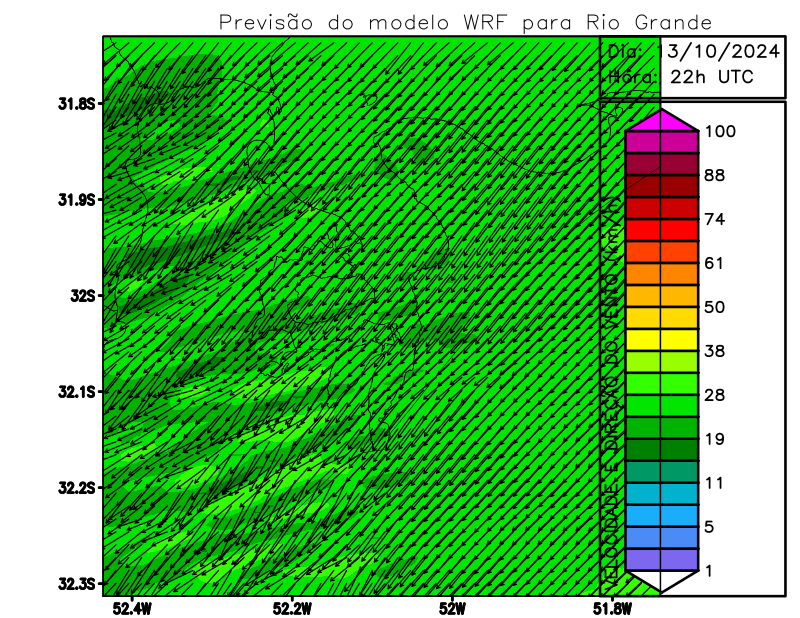 Previsão do modelo WRF para Rio Grande
Dia: 13/10/2024
Hora: 22h UTC
31.8S
31.9S
32S
32.1S
32.2S
32.3S
52.4W
52.2W
52W
51.8W
VELOCIDADE E DIREÇÃO DO VENTO (km/h)
100
88
74
61
50
38
28
19
11
5
1